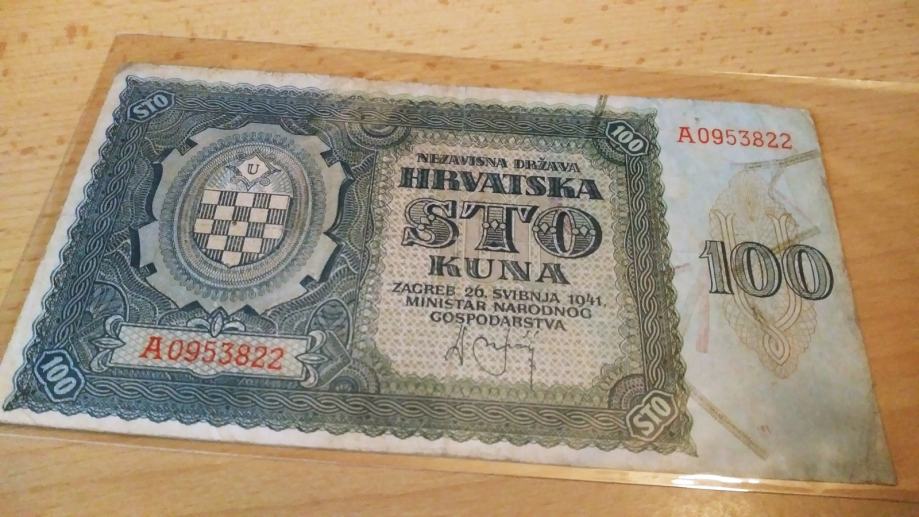 STO
100
A0953822
U
NEZAVISNA DRŽAVA
HRVATSKA
STO
KUNA
ZAGREB 26. SVIBNJA 1941.
MINISTAR NARODNOG
GOSPODARSTVA
100
A0953822
100
STO